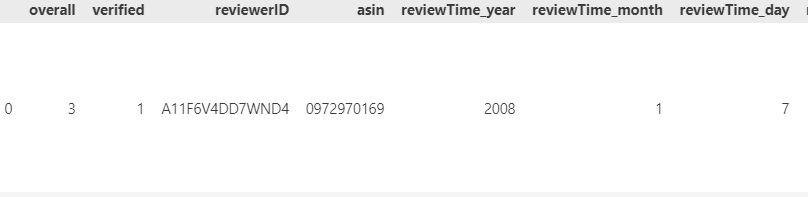 overall verified reviewerID asin reviewTime_year reviewTime_month reviewTime_day
0 3 1 A11F6V4DD7WND4 0972970169 2008 1 7